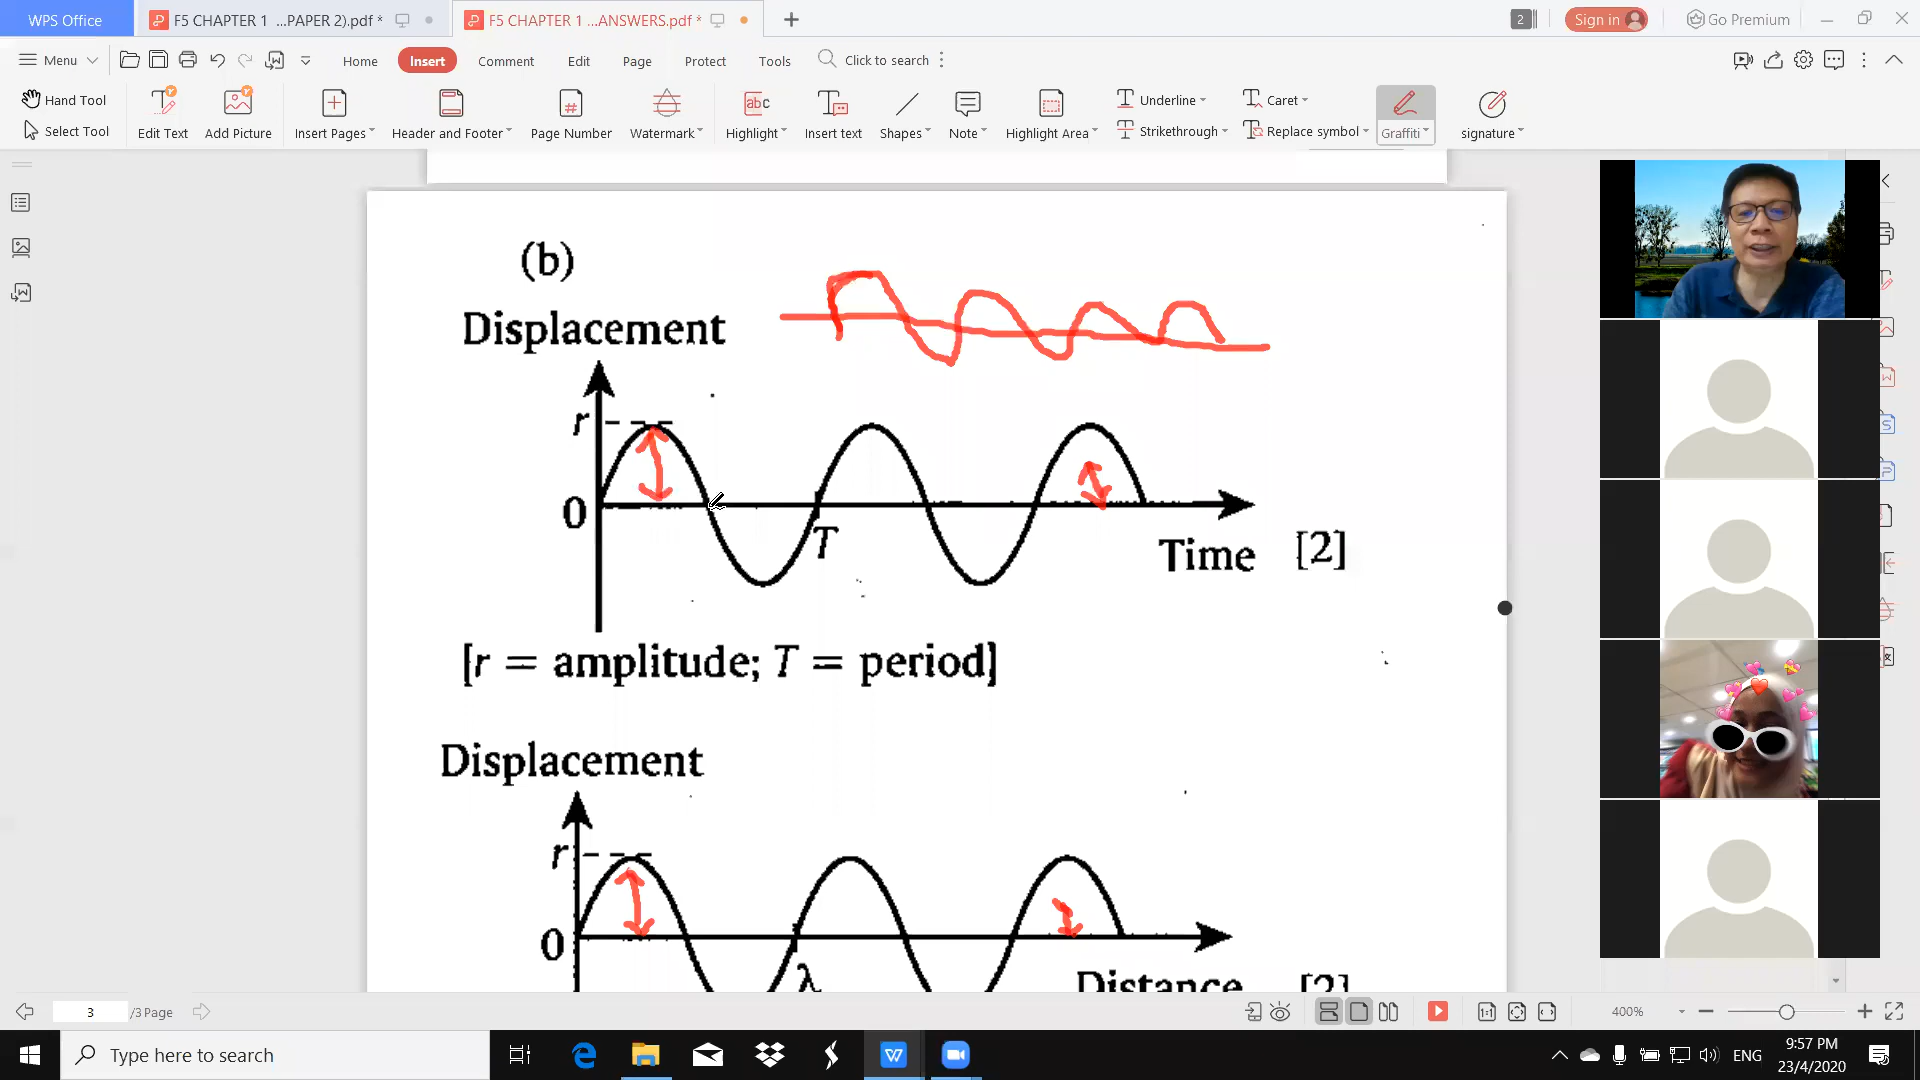 WPS Office
F5 CHAPTER 1 ...PAPER 2).pdf *
F5 CHAPTER 1 ...ANSWERS.pdf *
2
Sign in
Go Premium
Menu
Home
Insert
Comment
Edit
Page
Protect
Tools
Click to search
Hand Tool
Select Tool
Edit Text
Add Picture
Insert Pages
Header and Footer
Page Number
Watermark
Highlight
Insert text
Shapes
Note
Highlight Area
Underline
Strikethrough
Caret
Replace symbol
Graffiti
signature
(b)
Displacement
r
0
T
Time [2]
[r = amplitude; T = period]
Displacement
r
0
λ
Distance [2]
3 /3 Page
400%
Type here to search
ENG
9:57 PM
23/4/2020